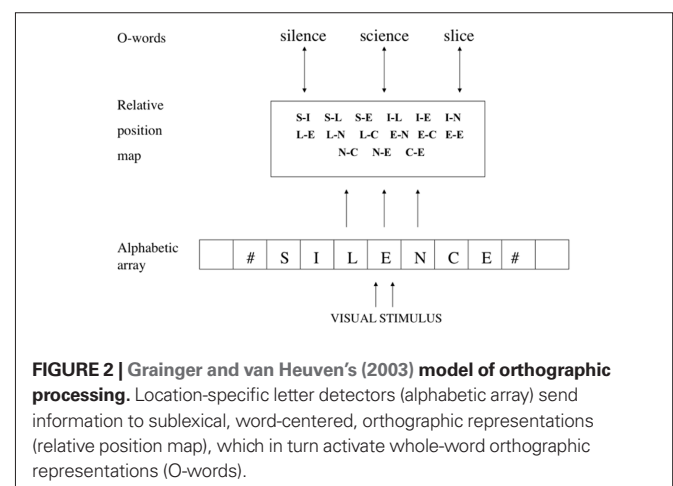 O-words silence science slice
Relative
position
map
S-I S-L S-E I-L I-E I-N
L-E L-N L-C E-N E-C E-E
N-C N-E C-E
Alphabetic
array
# S I L E N C E #
VISUAL STIMULUS
FIGURE 2 | Grainger and van Heuven's (2003) model of orthographic
processing. Location-specific letter detectors (alphabetic array) send
information to sublexical, word-centered, orthographic representations
(relative position map), which in turn activate whole-word orthographic
representations (O-words).